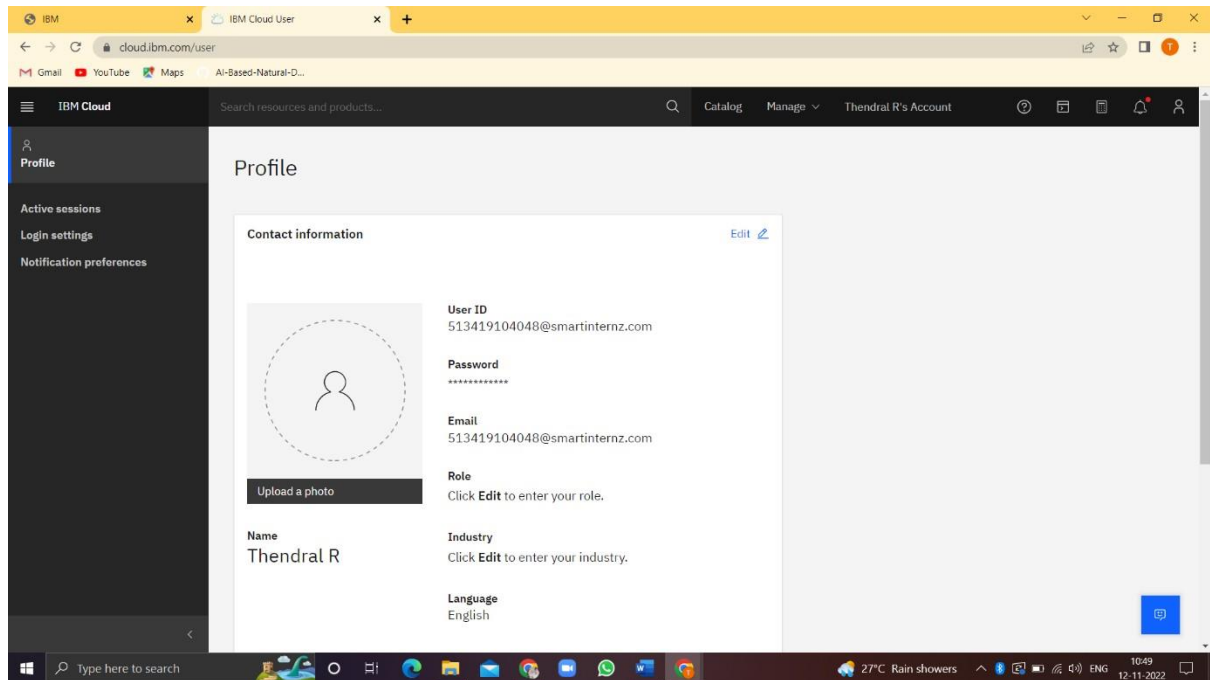 IBM
IBM Cloud User
cloud.ibm.com/user
T
Gmail YouTube Maps AI-Based-Natural-D...
IBM Cloud
Search resources and products...
Catalog Manage Thendral R's Account
Profile
Active sessions
Login settings
Notification preferences
Profile
Contact information
Edit
Upload a photo
Name
Thendral R
User ID
513419104048@smartinternz.com
Password
************
Email
513419104048@smartinternz.com
Role
Click Edit to enter your role.
Industry
Click Edit to enter your industry.
Language
English
Type here to search
27°C Rain showers
ENG
10:49
12-11-2022